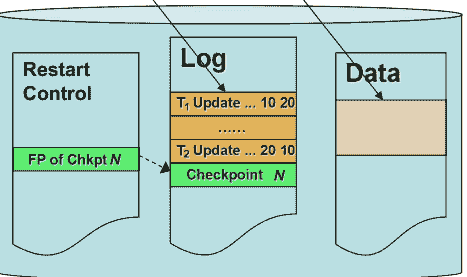 Restart
Control
FP of Chkpt N
Log
T1 Update ... 10 20
......
T2 Update ... 20 10
Checkpoint N
Data